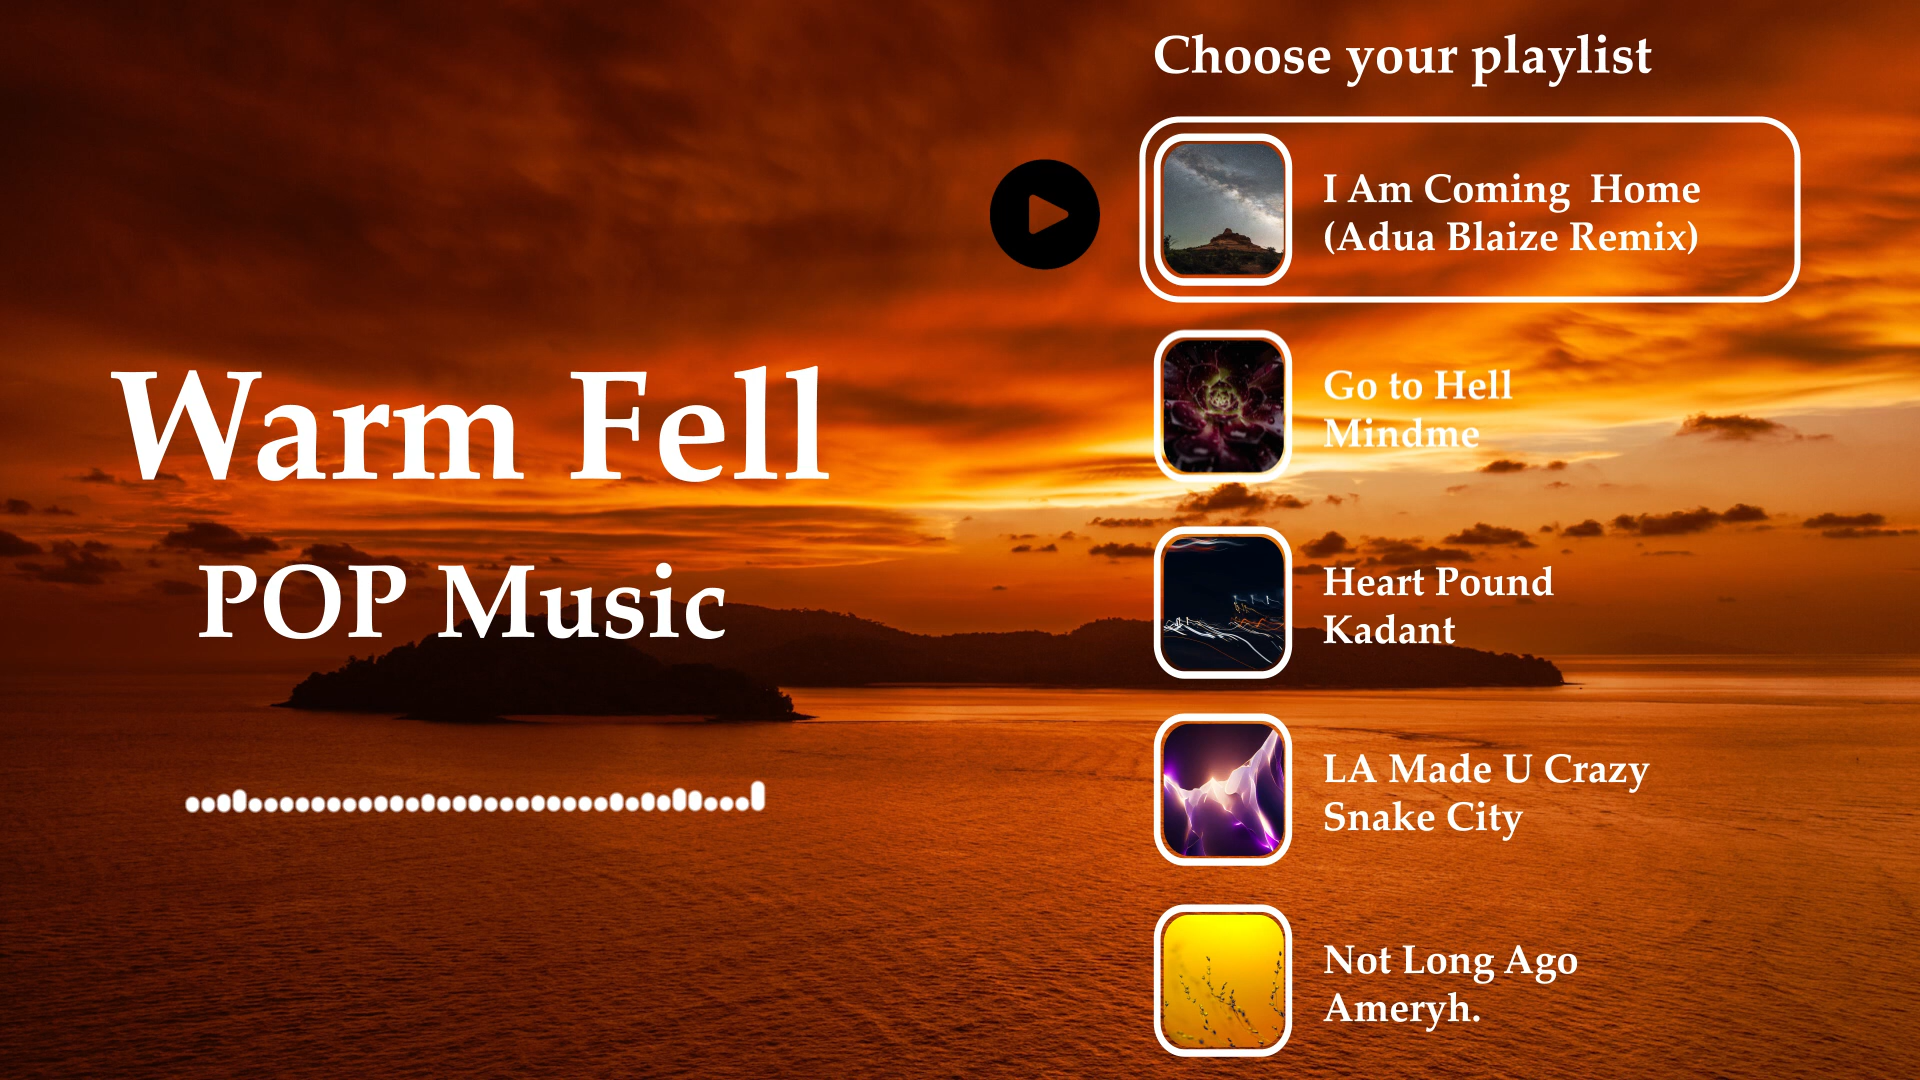 Choose your playlist
I Am Coming  Home
(Adua Blaize Remix)
Go to Hell
Mindme
Warm Fell
POP Music
Heart Pound
Kadant
LA Made U Crazy
Snake City
Not Long Ago
Ameryh.